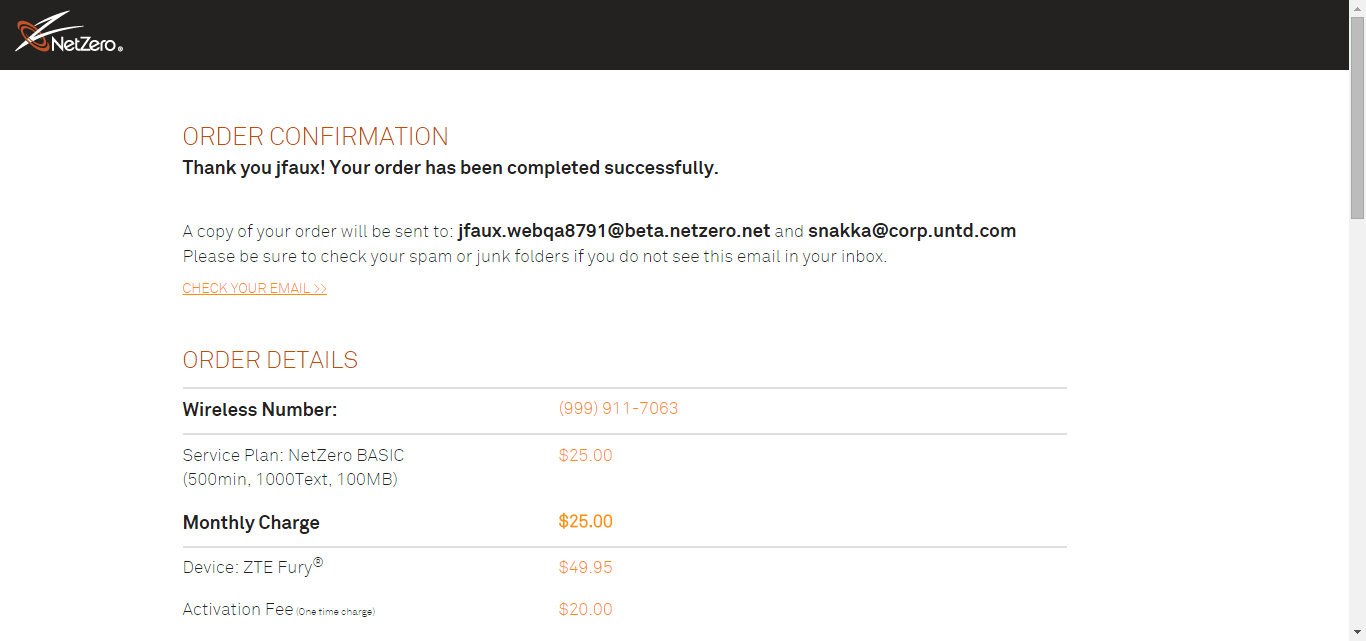 NetZero®
ORDER CONFIRMATION
Thank you jfaux! Your order has been completed successfully.
A copy of your order will be sent to: jfaux.webqa8791@beta.netzero.net and snakka@corp.untd.com
Please be sure to check your spam or junk folders if you do not see this email in your inbox.
CHECK YOUR EMAIL >>
ORDER DETAILS
Wireless Number: (999) 911-7063
Service Plan: NetZero BASIC $25.00
(500min, 1000Text, 100MB)
Monthly Charge $25.00
Device: ZTE Fury® $49.95
Activation Fee (One time charge) $20.00